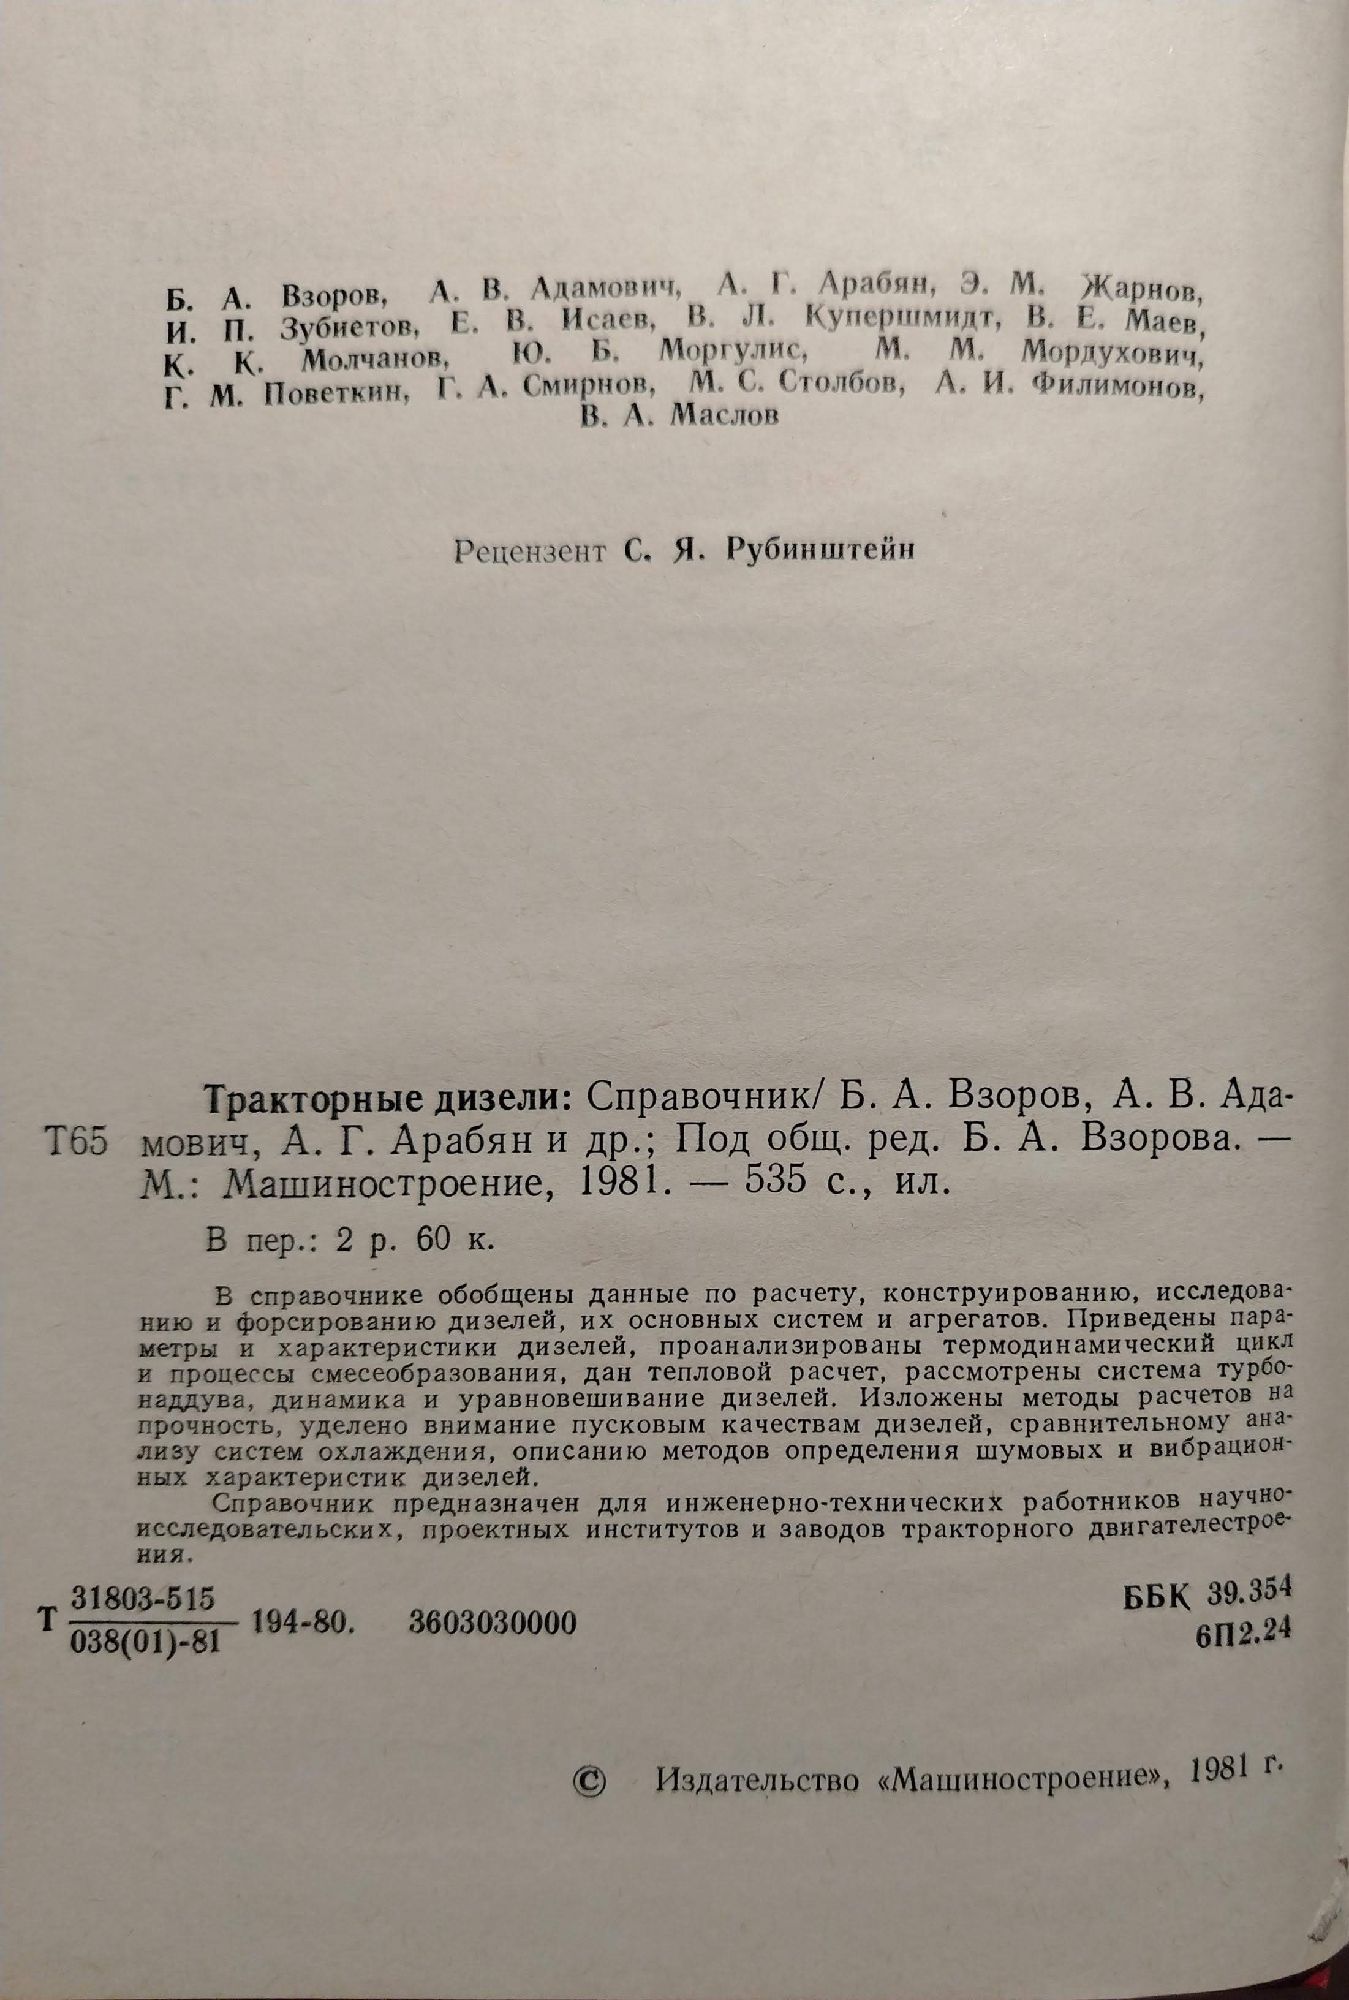 Б. А. Взоров, А. В. Адамович, А. Г. Арабян, Э. М. Жарнов,
И. П. Зубиетов, Е. В. Исаев, В. Л. Купершмидт, В. Е. Маев,
К. К. Молчанов, Ю. Б. Моргулис, М. М. Мордухович,
Г. М. Поветкин, Г. А. Смирнов, М. С. Столбов, А. И. Филимонов,
В. А. Маслов
Рецензент С. Я. Рубинштейн
Тракторные дизели: Справочник/ Б. А. Взоров, А. В. Ада-
Т65 мович, А. Г. Арабян и др.; Под общ. ред. Б. А. Взорова. —
М.: Машиностроение, 1981. — 535 с., ил.
В пер.: 2 р. 60 к.
В справочнике обобщены данные по расчету, конструированию, исследова-
нию и форсированию дизелей, их основных систем и агрегатов. Приведены пара-
метры и характеристики дизелей, проанализированы термодинамический цикл
и процессы смесеобразования, дан тепловой расчет, рассмотрены система турбо-
наддува, динамика и уравновешивание дизелей. Изложены методы расчетов на
прочность, уделено внимание пусковым качествам дизелей, сравнительному ана-
лизу систем охлаждения, описанию методов определения шумовых и вибрацион-
ных характеристик дизелей.
Справочник предназначен для инженерно-технических работников научно-
исследовательских, проектных институтов и заводов тракторного двигателестрое-
ния.
Т 31803-515 194-80. 3603030000 ББК 39.354
038(01)-81 6П2.24
© Издательство «Машиностроение», 1981 г.